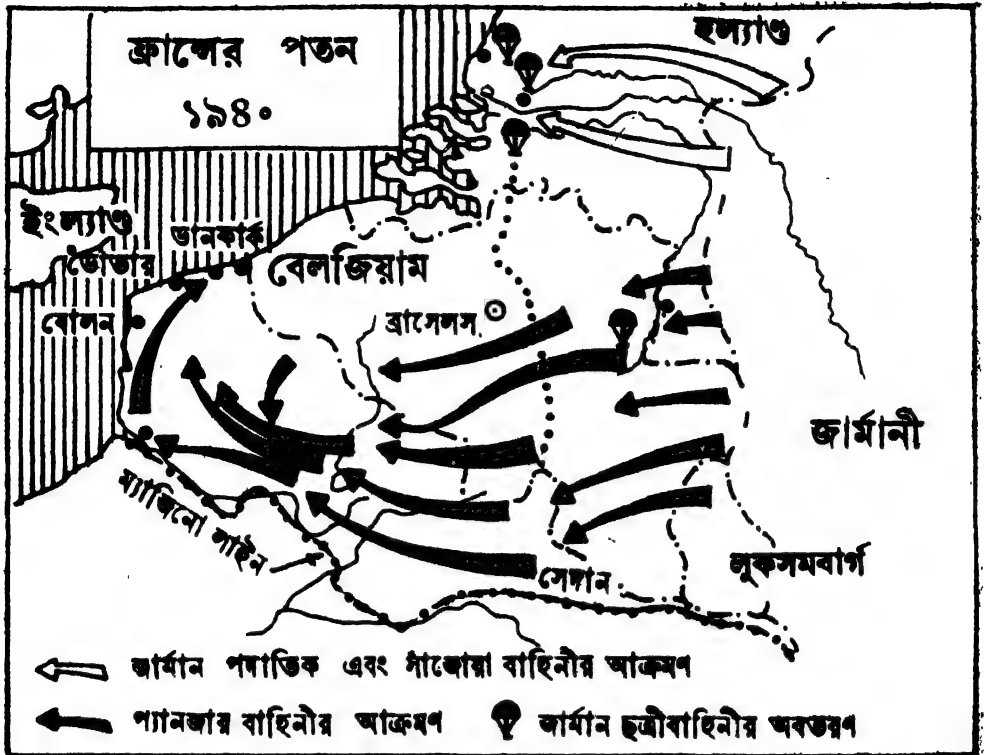 ফ্রান্সের পতন
১৯৪০
হল্যাণ্ড
ইংল্যাণ্ড
ডানকার্ক
ডোভার
বেলজিয়াম
বোলন
ব্রাসেলস
জার্মানী
ম্যাজিনো লাইন
সেদান
লুকসমবার্গ
জার্মান পদাতিক এবং সাঁজোয়া বাহিনীর আক্রমণ
প্যানজার বাহিনীর আক্রমণ
জার্মান ছত্রীবাহিনীর অবতরণ